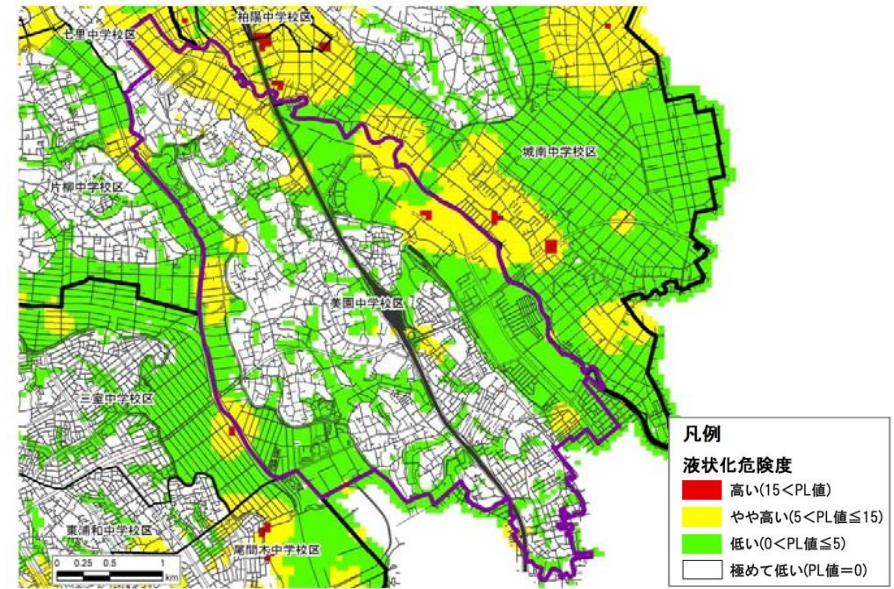 柏陽中学校区
七里中学校区
城南中学校区
片柳中学校区
美園中学校区
三室中学校区
東浦和中学校区
尾間木中学校区
0 0.25 0.5 1
km
凡例
液状化危険度
高い(15<PL値)
やや高い(5<PL値≦15)
低い(0<PL値≦5)
極めて低い(PL値=0)